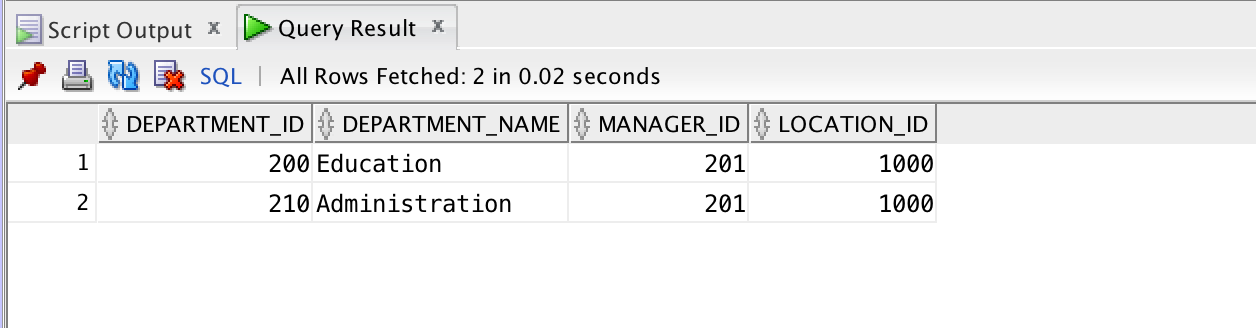 Script Output x Query Result x
SQL | All Rows Fetched: 2 in 0.02 seconds
DEPARTMENT_ID DEPARTMENT_NAME MANAGER_ID LOCATION_ID
1 200 Education 201 1000
2 210 Administration 201 1000